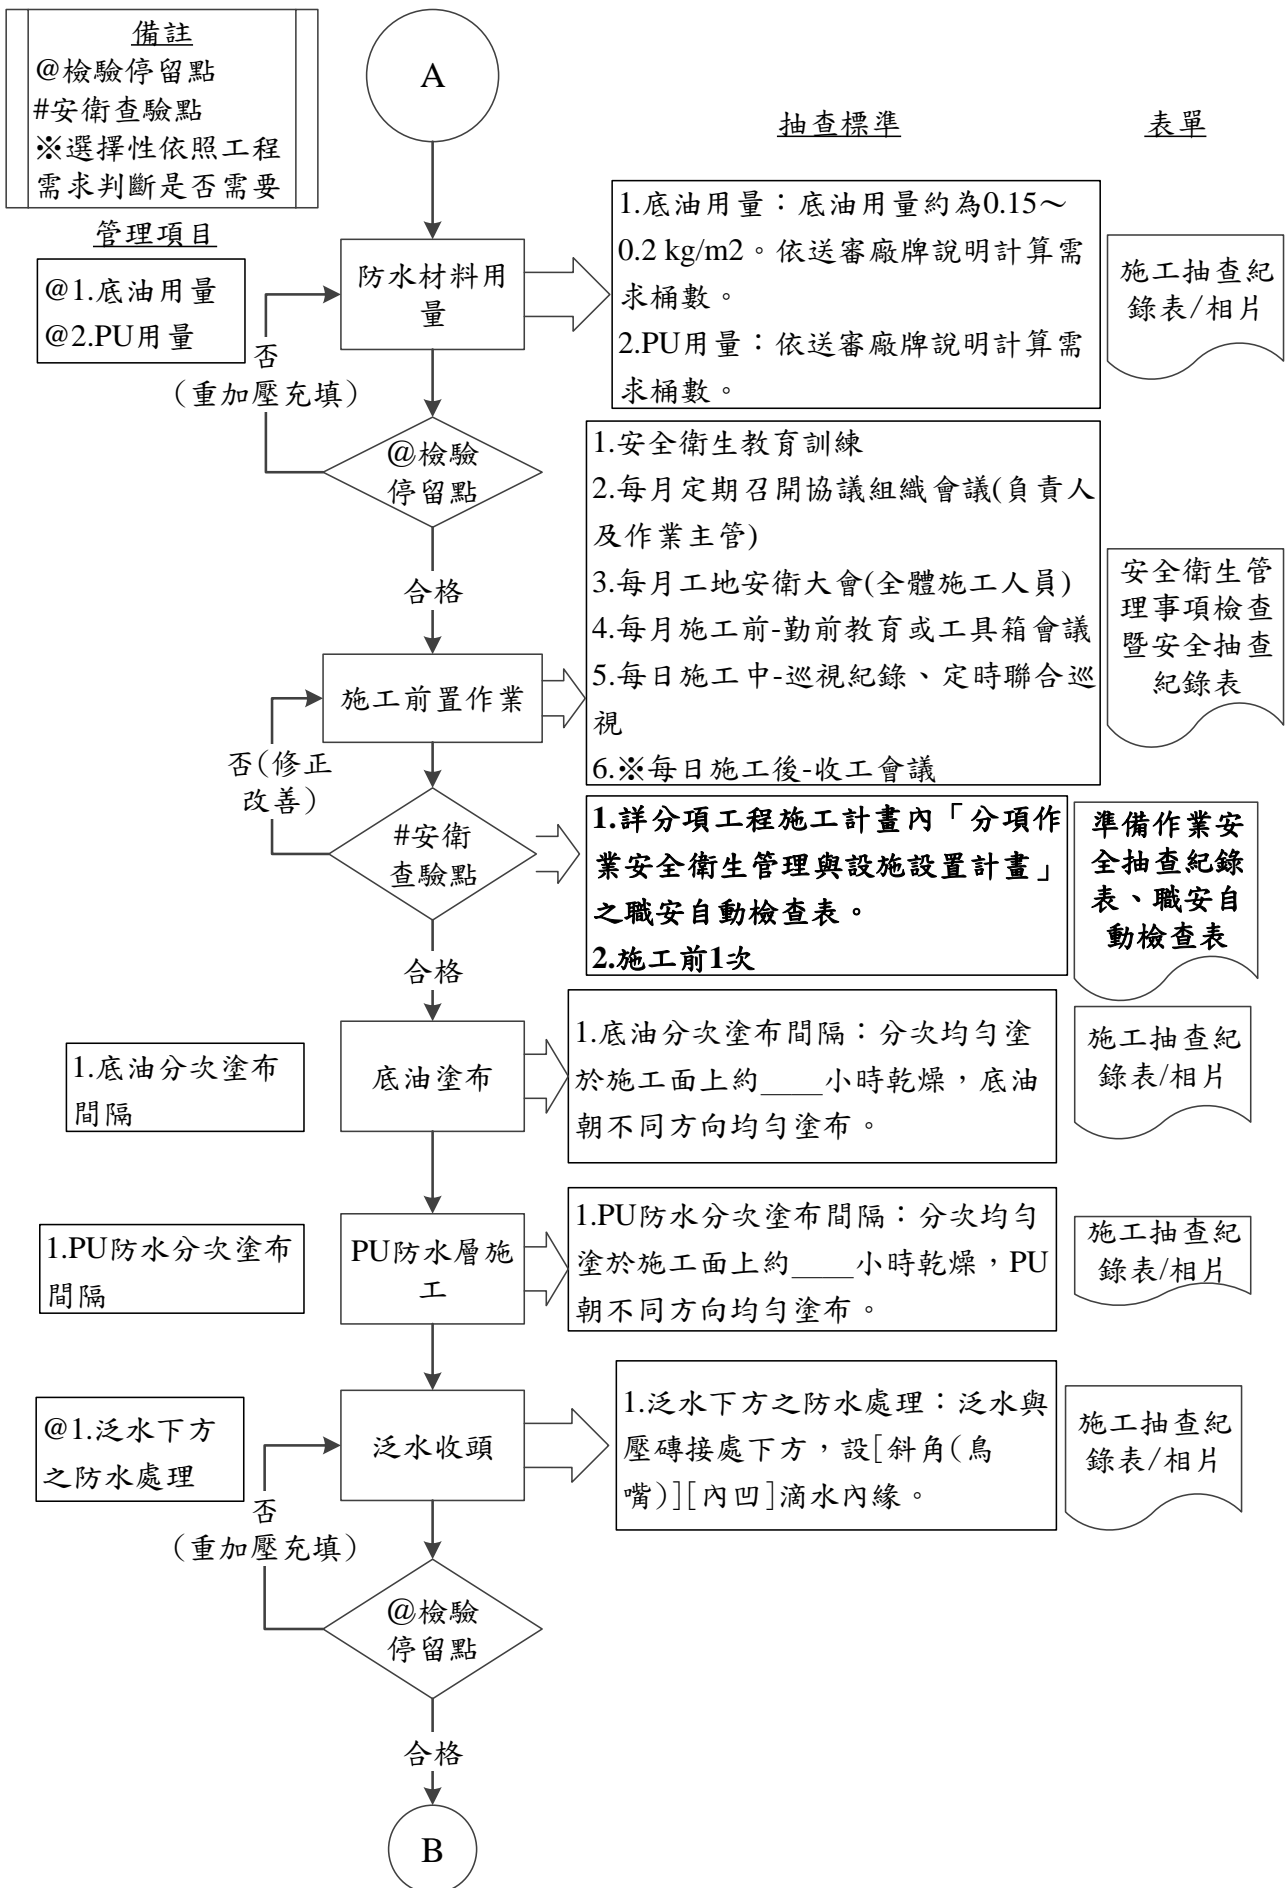 備註
@檢驗停留點
#安衛查驗點
※選擇性依照工程
需求判斷是否需要
A
抽查標準
表單
管理項目
@1.底油用量
@2.PU用量
防水材料用
量
1.底油用量：底油用量約為0.15～
0.2 kg/m2。依送審廠牌說明計算需
求桶數。
2.PU用量：依送審廠牌說明計算需
求桶數。
施工抽查紀
錄表/相片
否
（重加壓充填）
@檢驗
停留點
合格
施工前置作業
1.安全衛生教育訓練
2.每月定期召開協議組織會議(負責人
及作業主管)
3.每月工地安衛大會(全體施工人員)
4.每月施工前-勤前教育或工具箱會議
5.每日施工中-巡視紀錄、定時聯合巡
視
6.※每日施工後-收工會議
安全衛生管
理事項檢查
暨安全抽查
紀錄表
否(修正
改善)
#安衛
查驗點
1.詳分項工程施工計畫內「分項作
業安全衛生管理與設施設置計畫」
之職安自動檢查表。
2.施工前1次
準備作業安
全抽查紀錄
表、職安自
動檢查表
合格
1.底油分次塗布
間隔
底油塗布
1.底油分次塗布間隔：分次均勻塗
於施工面上約____小時乾燥，底油
朝不同方向均勻塗布。
施工抽查紀
錄表/相片
1.PU防水分次塗布
間隔
PU防水層施
工
1.PU防水分次塗布間隔：分次均勻
塗於施工面上約____小時乾燥，PU
朝不同方向均勻塗布。
施工抽查紀
錄表/相片
@1.泛水下方
之防水處理
泛水收頭
1.泛水下方之防水處理：泛水與
壓磚接處下方，設[斜角(鳥
嘴)][內凹]滴水內緣。
施工抽查紀
錄表/相片
否
（重加壓充填）
@檢驗
停留點
合格
B